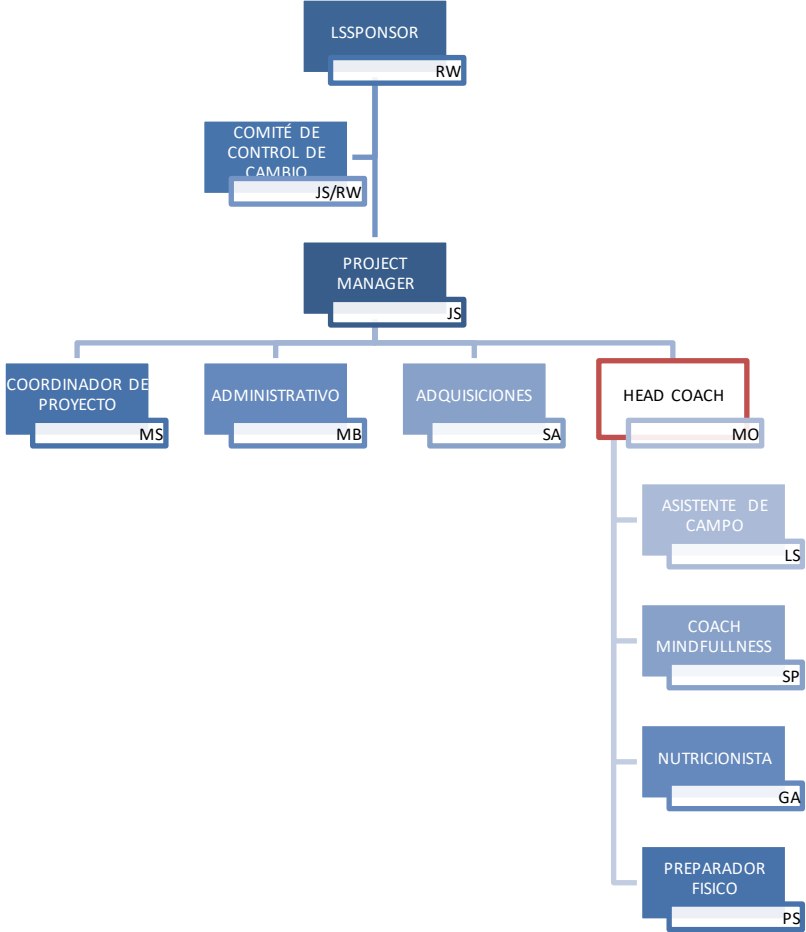 LSSPONSOR
RW
COMITÉ DE
CONTROL DE
CAMBIO
JS/RW
PROJECT
MANAGER
JS
COORDINADOR DE
PROYECTO
MS
ADMINISTRATIVO
MB
ADQUISICIONES
SA
HEAD COACH
MO
ASISTENTE DE
CAMPO
LS
COACH
MINDFULLNESS
SP
NUTRICIONISTA
GA
PREPARADOR
FISICO
PS